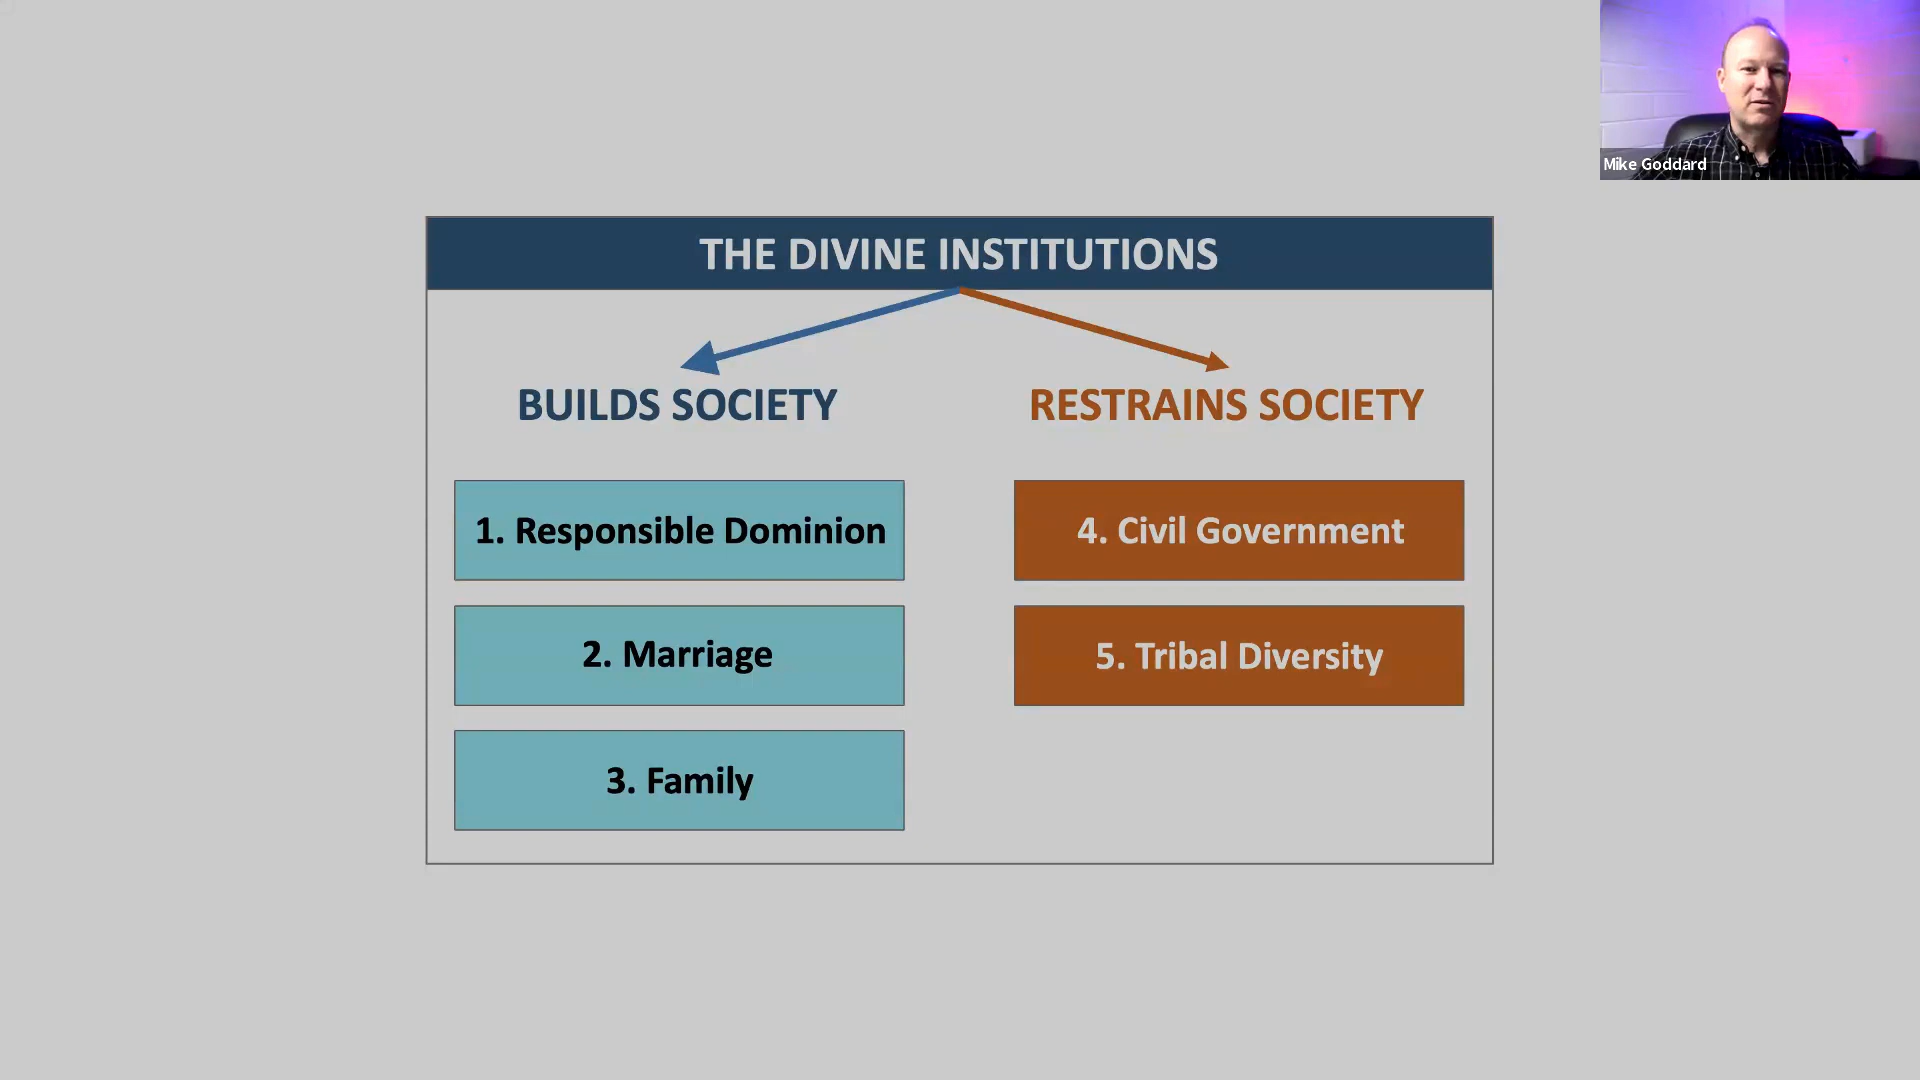 Mike Goddard
THE DIVINE INSTITUTIONS
BUILDS SOCIETY
RESTRAINS SOCIETY
1. Responsible Dominion
4. Civil Government
2. Marriage
5. Tribal Diversity
3. Family